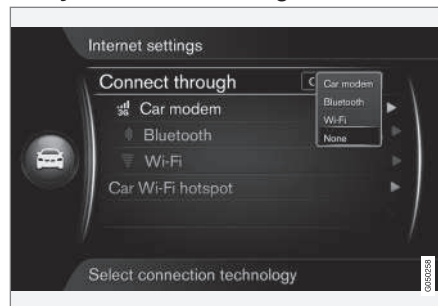 Internet settings
Connect through
Car modem
Bluetooth
Wi-Fi
None
3G Car modem
Bluetooth
Wi-Fi
Car Wi-Fi hotspot
Select connection technology
G050258